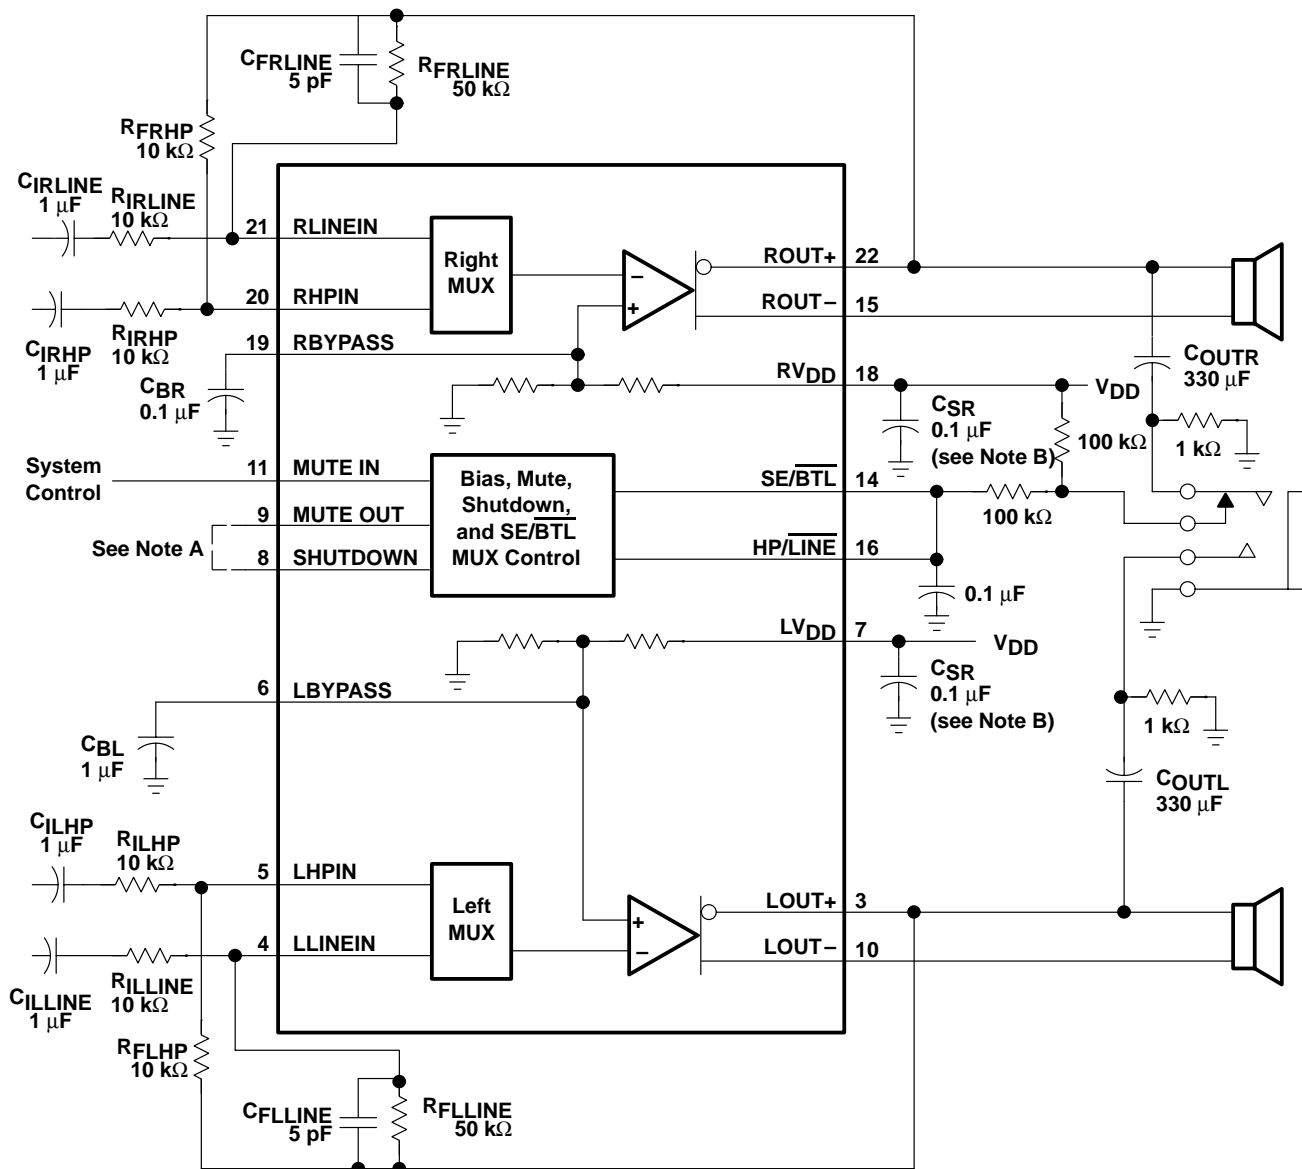 CFRLINE
5 pF
RFRLINE
50 kΩ
RFRHP
10 kΩ
CIRLINE
1 μF
RIRLINE
10 kΩ
21 RLINEIN
Right
MUX
−
+
ROUT+ 22
ROUT− 15
20 RHPIN
RIRHP
10 kΩ
CIRHP
1 μF
19 RBYPASS
CBR
0.1 μF
RVDD 18
VDD
CSR
0.1 μF
(see Note B)
100 kΩ
COUTR
330 μF
1 kΩ
System
Control
11 MUTE IN
9 MUTE OUT
See Note A
8 SHUTDOWN
Bias, Mute,
Shutdown,
and SE/BTL
MUX Control
SE/BTL 14
100 kΩ
HP/LINE 16
0.1 μF
LVDD 7
VDD
CSR
0.1 μF
(see Note B)
1 kΩ
6 LBYPASS
CBL
1 μF
COUTL
330 μF
CILHP
1 μF
RILHP
10 kΩ
5 LHPIN
Left
MUX
+
−
LOUT+ 3
LOUT− 10
4 LLINEIN
RILLINE
10 kΩ
CILLINE
1 μF
RFLHP
10 kΩ
CFLLINE
5 pF
RFLLINE
50 kΩ